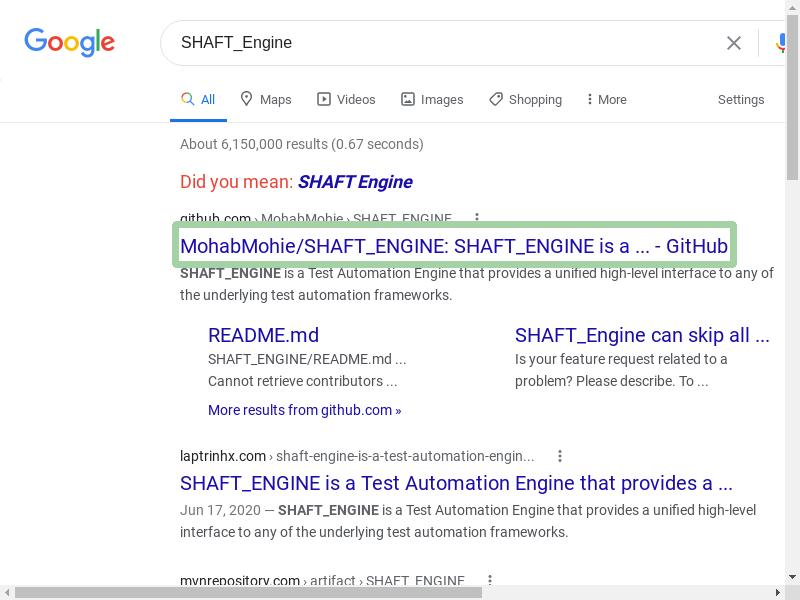 Google
SHAFT_Engine
All Maps Videos Images Shopping More Settings
About 6,150,000 results (0.67 seconds)
Did you mean: SHAFT Engine
github.com › MohabMohie › SHAFT_ENGINE
MohabMohie/SHAFT_ENGINE: SHAFT_ENGINE is a ... - GitHub
SHAFT_ENGINE is a Test Automation Engine that provides a unified high-level interface to any of
the underlying test automation frameworks.
README.md
SHAFT_ENGINE/README.md ...
Cannot retrieve contributors ...
SHAFT_Engine can skip all ...
Is your feature request related to a
problem? Please describe. To ...
More results from github.com »
laptrinhx.com › shaft-engine-is-a-test-automation-engin...
SHAFT_ENGINE is a Test Automation Engine that provides a ...
Jun 17, 2020 — SHAFT_ENGINE is a Test Automation Engine that provides a unified high-level
interface to any of the underlying test automation frameworks.
mvnrepository.com › artifact › SHAFT_ENGINE